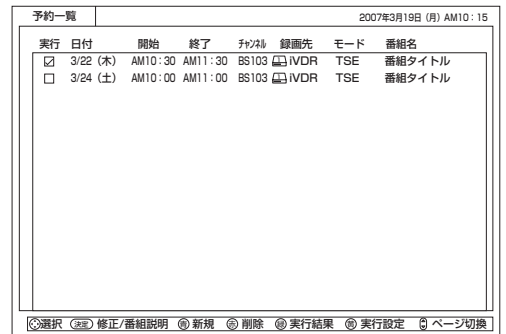 予約一覧 2007年3月19日 (月) AM10：15
実行 日付 開始 終了 ﾁｬﾝﾈﾙ 録画先 モード 番組名
3/22 (木) AM10：30 AM11：30 BS103 iVDR TSE 番組タイトル
3/24 (土) AM10：00 AM11：00 BS103 iVDR TSE 番組タイトル
選択 決定 修正/番組説明 青 新規 赤 削除 緑 実行結果 黄 実行設定 ページ切換